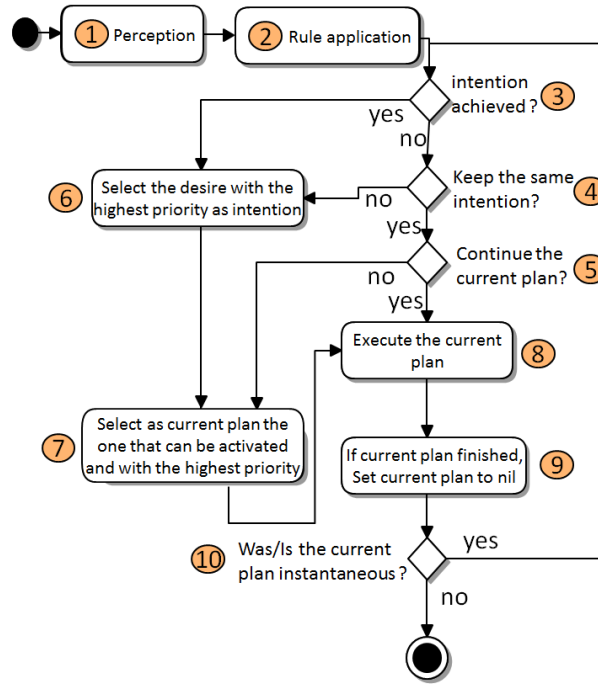 1 Perception
2 Rule application
intention
achieved ?
3
yes
no
6
Select the desire with the
highest priority as intention
no
Keep the same
intention?
4
yes
no
Continue the
current plan?
5
yes
Execute the current
plan
8
7
Select as current plan the
one that can be activated
and with the highest priority
If current plan finished,
Set current plan to nil
9
10
Was/Is the current
plan instantaneous ?
yes
no